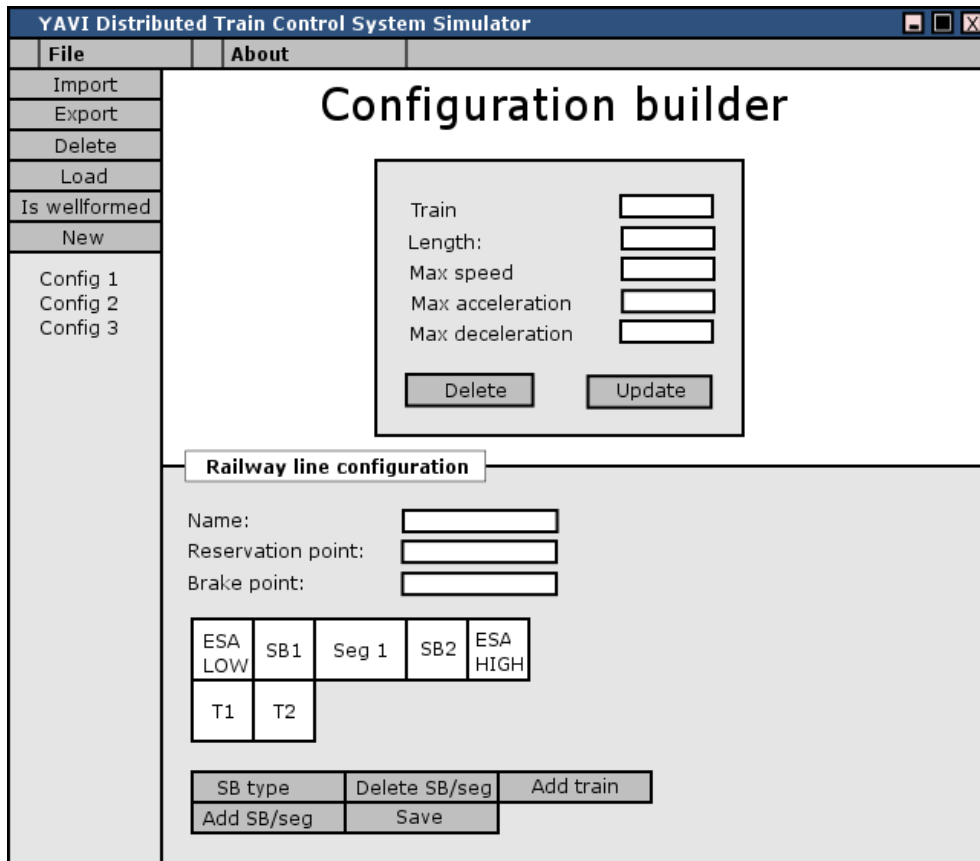 YAVI Distributed Train Control System Simulator
File About
Import
Export
Delete
Load
Is wellformed
New
Config 1
Config 2
Config 3
Configuration builder
Train
Length:
Max speed
Max acceleration
Max deceleration
Delete Update
Railway line configuration
Name:
Reservation point:
Brake point:
ESA LOW SB1 Seg 1 SB2 ESA HIGH
T1 T2
SB type Delete SB/seg Add train
Add SB/seg Save